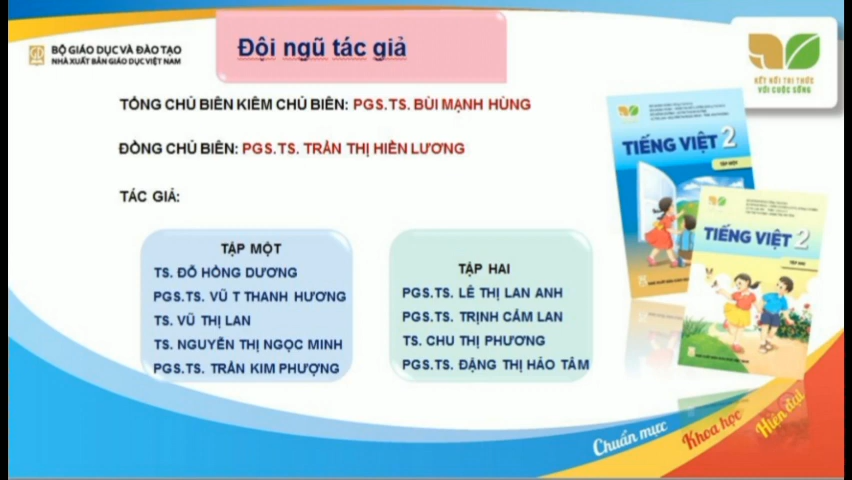 BỘ GIÁO DỤC VÀ ĐÀO TẠO
NHÀ XUẤT BẢN GIÁO DỤC VIỆT NAM
Đội ngũ tác giả
KẾT NỐI TRI THỨC
VỚI CUỘC SỐNG
TỔNG CHỦ BIÊN KIÊM CHỦ BIÊN: PGS.TS. BÙI MẠNH HÙNG
ĐỒNG CHỦ BIÊN: PGS.TS. TRẦN THỊ HIỀN LƯƠNG
TÁC GIẢ:
TẬP MỘT
TS. ĐỖ HỒNG DƯƠNG
PGS.TS. VŨ T THANH HƯƠNG
TS. VŨ THỊ LAN
TS. NGUYỄN THỊ NGỌC MINH
PGS.TS. TRẦN KIM PHƯỢNG
TẬP HAI
PGS.TS. LÊ THỊ LAN ANH
PGS.TS. TRỊNH CẨM LAN
TS. CHU THỊ PHƯƠNG
PGS.TS. ĐẶNG THỊ HẢO TÂM
TIẾNG VIỆT 2
TẬP MỘT
TIẾNG VIỆT 2
TẬP HAI
Chuẩn mực
Khoa học
Hiện đại